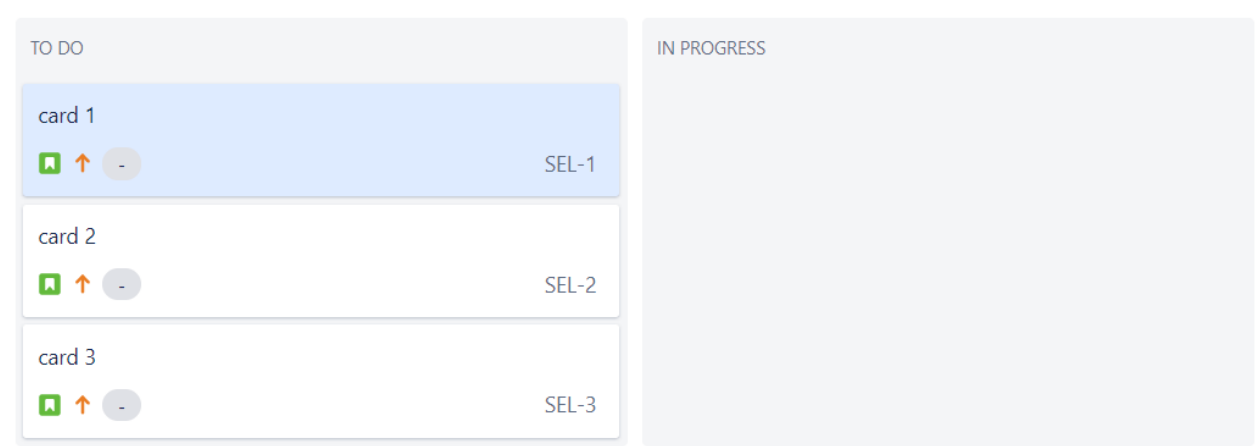 TO DO
IN PROGRESS
card 1
-
SEL-1
card 2
-
SEL-2
card 3
-
SEL-3